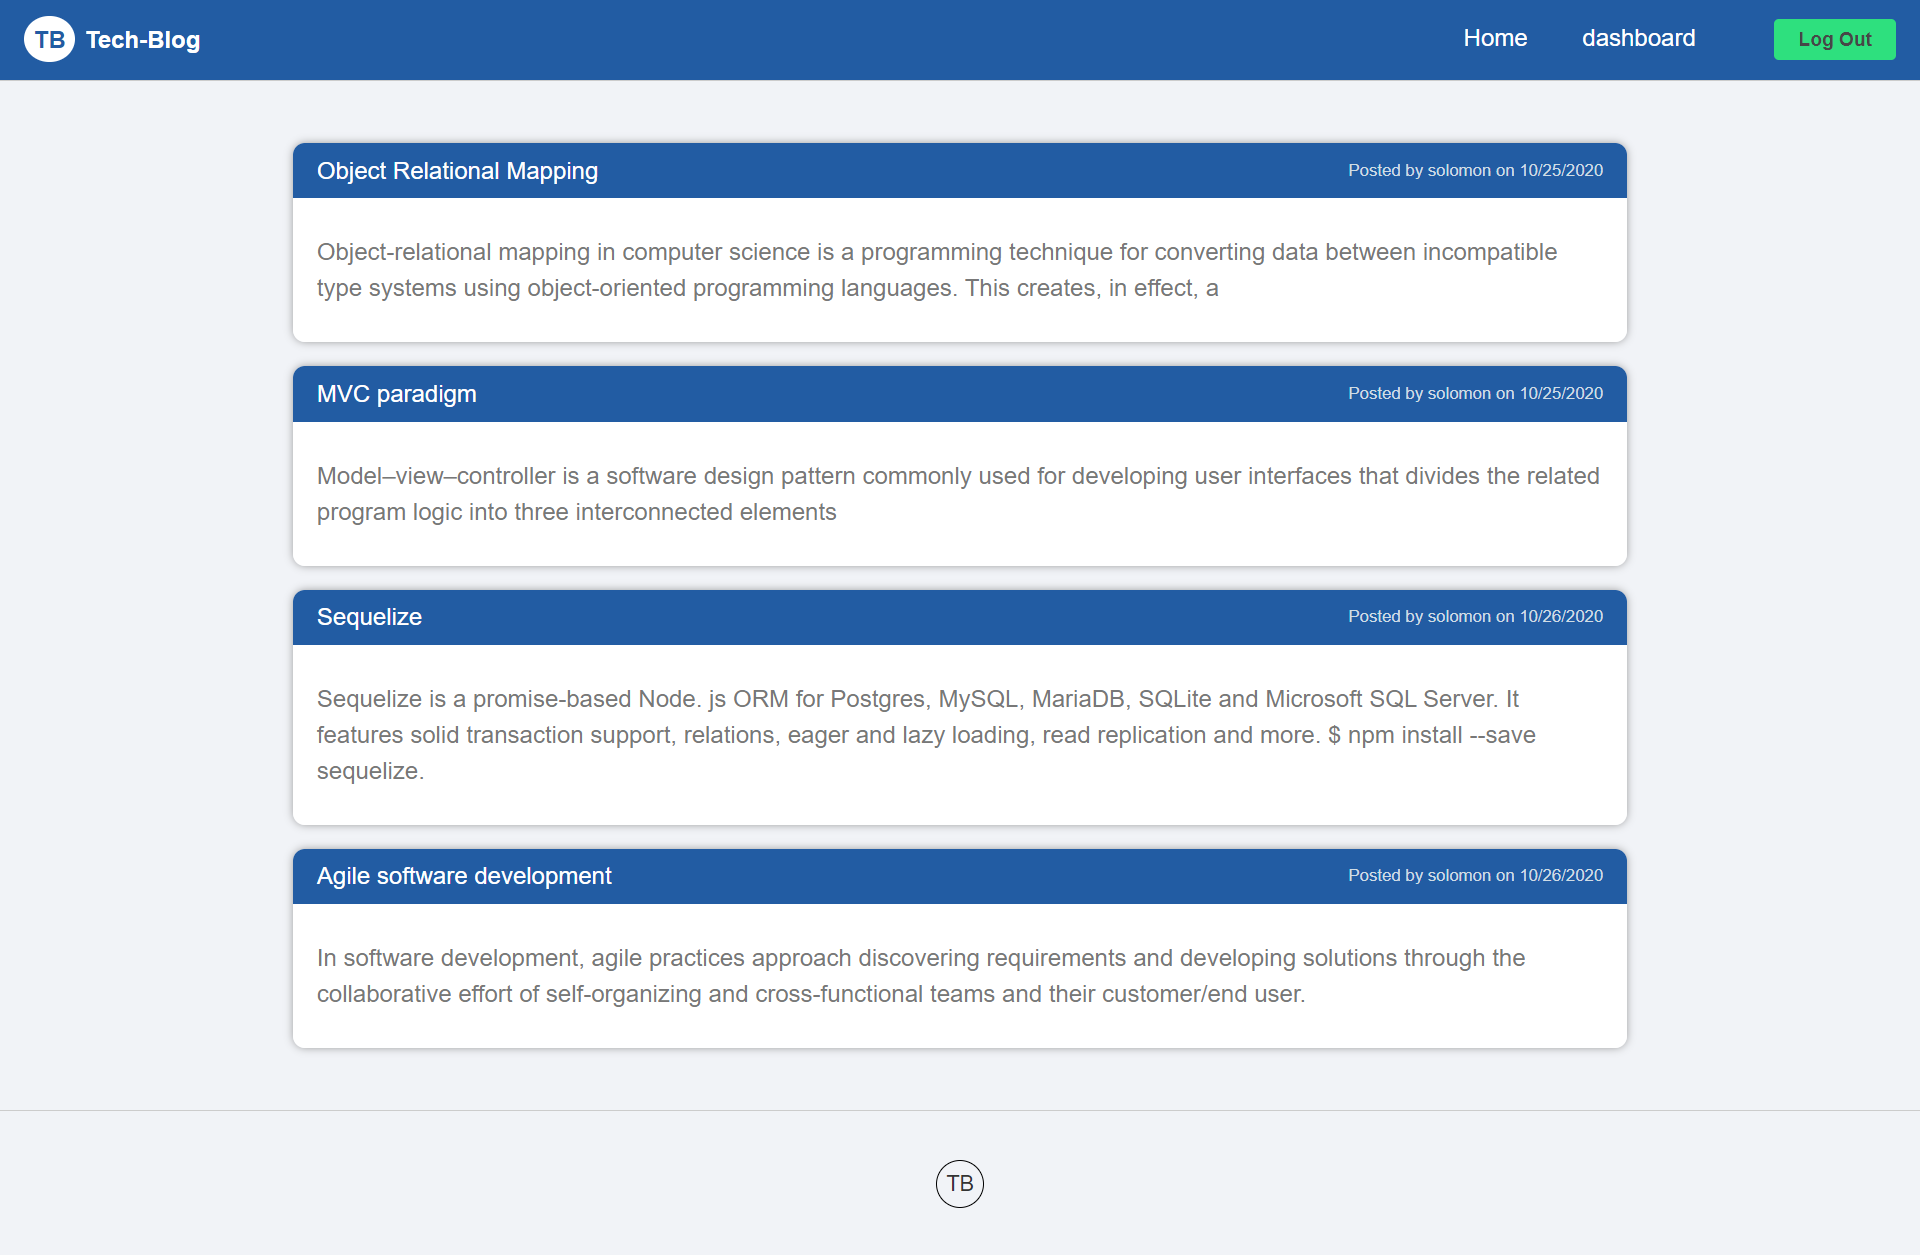 TB Tech-Blog Home dashboard Log Out
Object Relational Mapping Posted by solomon on 10/25/2020
Object-relational mapping in computer science is a programming technique for converting data between incompatible
type systems using object-oriented programming languages. This creates, in effect, a
MVC paradigm Posted by solomon on 10/25/2020
Model–view–controller is a software design pattern commonly used for developing user interfaces that divides the related
program logic into three interconnected elements
Sequelize Posted by solomon on 10/26/2020
Sequelize is a promise-based Node. js ORM for Postgres, MySQL, MariaDB, SQLite and Microsoft SQL Server. It
features solid transaction support, relations, eager and lazy loading, read replication and more. $ npm install --save
sequelize.
Agile software development Posted by solomon on 10/26/2020
In software development, agile practices approach discovering requirements and developing solutions through the
collaborative effort of self-organizing and cross-functional teams and their customer/end user.
TB